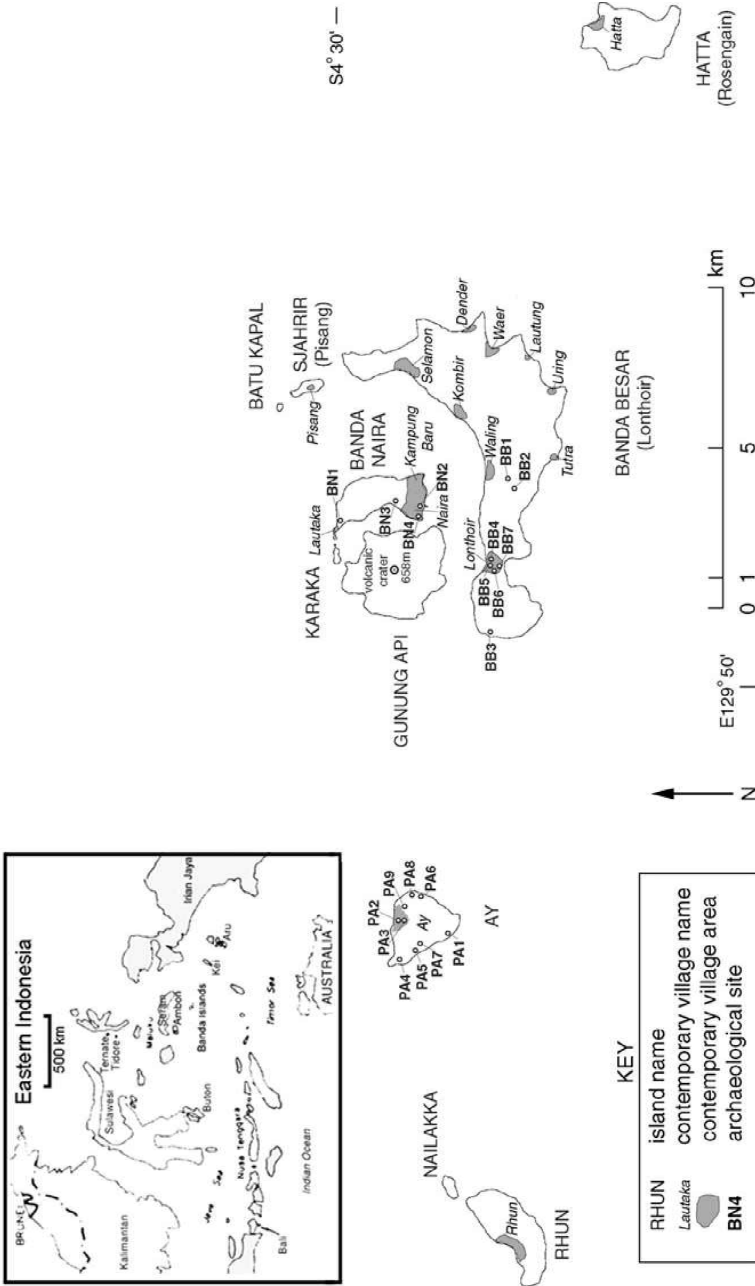 Eastern Indonesia
500 km
BRUNEI
Kalimantan
Sulawesi
Ternate
Tidore
Maluku
Seram
Ambon
Banda Islands
Buton
Irian Jaya
Kei
Aru
Java Sea
Nusa Tenggara
Timor Sea
Bali
Indian Ocean
AUSTRALIA
S4° 30'
BATU KAPAL
SJAHRIR
(Pisang)
Pisang
KARAKA
Lautaka
BN1
BANDA
NAIRA
volcanic
crater
658m
BN3
BN4
Kampung
Baru
BN2
Naira
GUNUNG API
Selamon
Dender
Kombir
Waer
Lautung
Uring
Waling
BB1
BB2
Tutra
Lonthoir
BB4
BB5
BB6
BB7
BB3
BANDA BESAR
(Lonthoir)
Hatta
HATTA
(Rosengain)
PA2
PA9
PA8
PA3
PA6
PA4
PA5
PA7
PA1
Ay
AY
NAILAKKA
Rhun
RHUN
E129° 50'
N
0 1 5 10
km
KEY
RHUN island name
Lautaka contemporary village name
contemporary village area
BN4 archaeological site